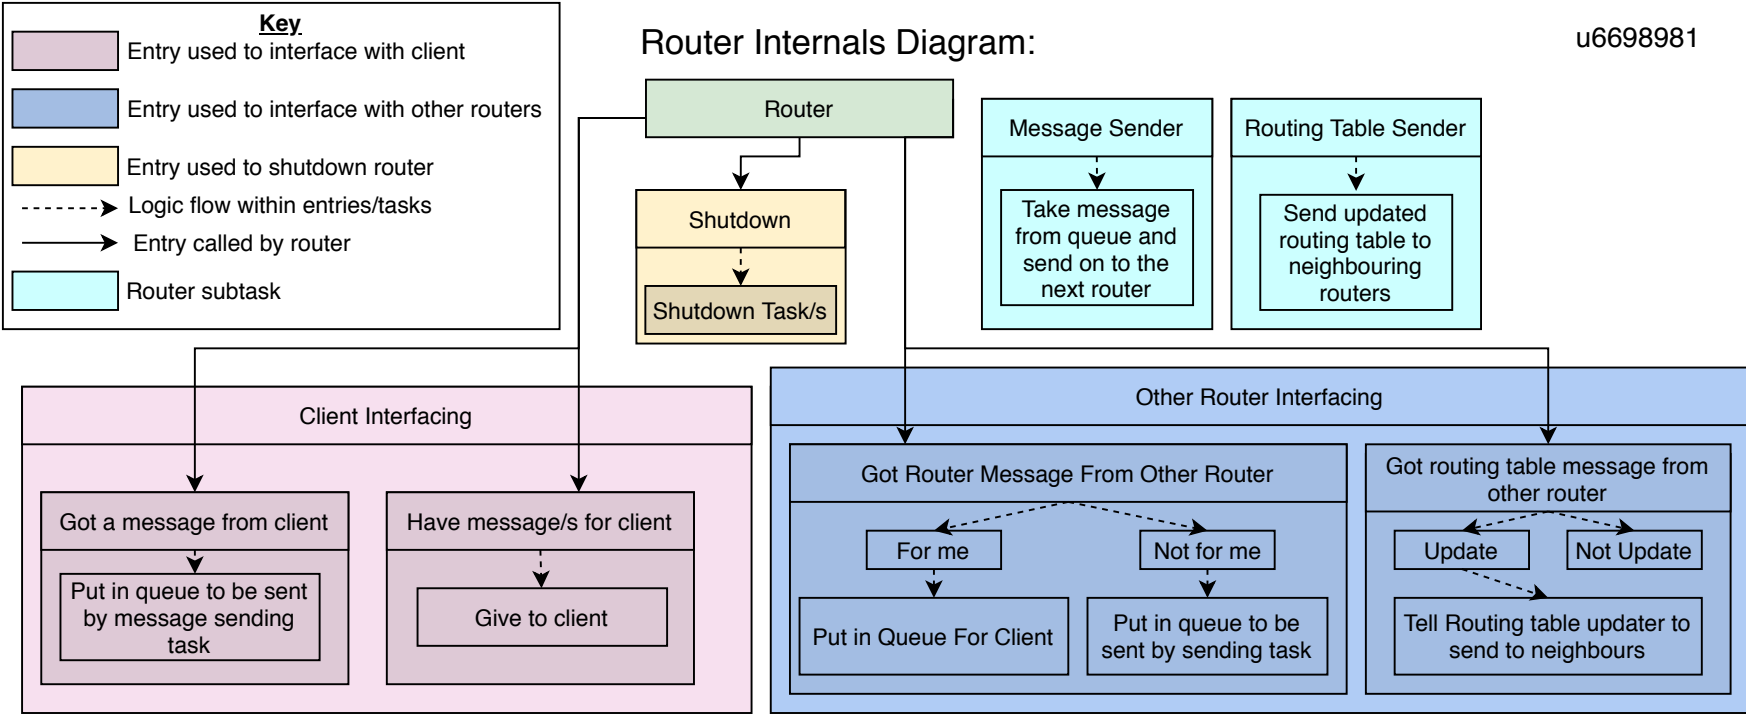 Key
Entry used to interface with client
Entry used to interface with other routers
Entry used to shutdown router
Logic flow within entries/tasks
Entry called by router
Router subtask
Router Internals Diagram:
u6698981
Router
Shutdown
Shutdown Task/s
Message Sender
Take message
from queue and
send on to the
next router
Routing Table Sender
Send updated
routing table to
neighbouring
routers
Client Interfacing
Got a message from client
Put in queue to be sent
by message sending
task
Have message/s for client
Give to client
Other Router Interfacing
Got Router Message From Other Router
For me
Put in Queue For Client
Not for me
Put in queue to be
sent by sending task
Got routing table message from
other router
Update
Not Update
Tell Routing table updater to
send to neighbours